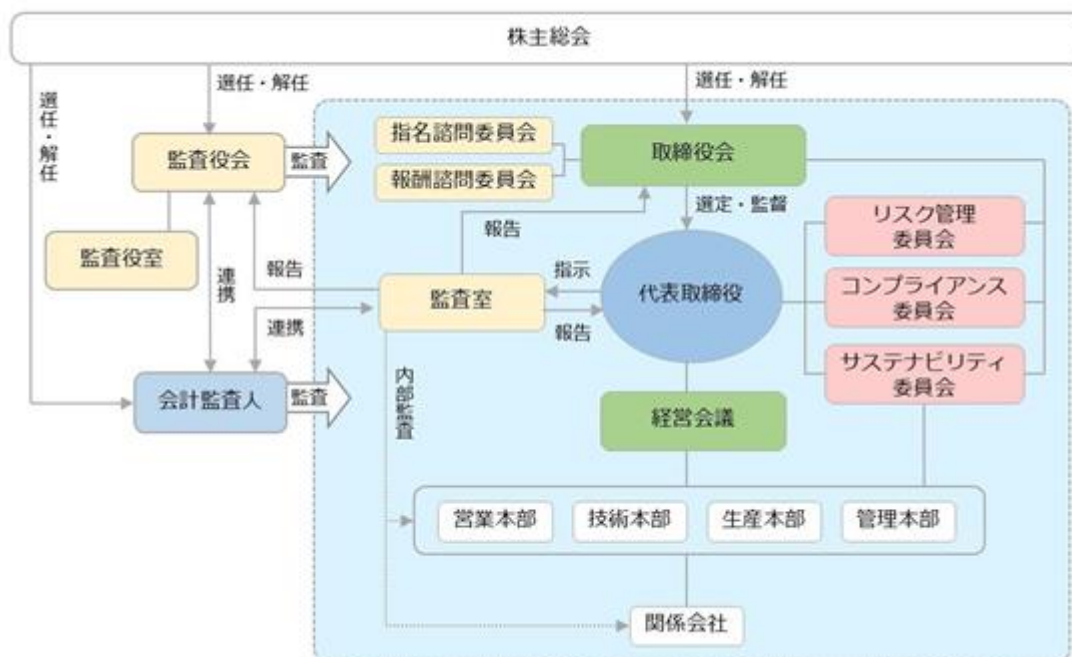 株主総会
選任・解任
選任・解任
選任・解任
監査役会
監査
指名諮問委員会
報酬諮問委員会
取締役会
選定・監督
監査役室
報告
報告
連携
連携
監査室
指示
報告
代表取締役
リスク管理
委員会
コンプライアンス
委員会
サステナビリティ
委員会
会計監査人
監査
内部監査
経営会議
営業本部
技術本部
生産本部
管理本部
関係会社